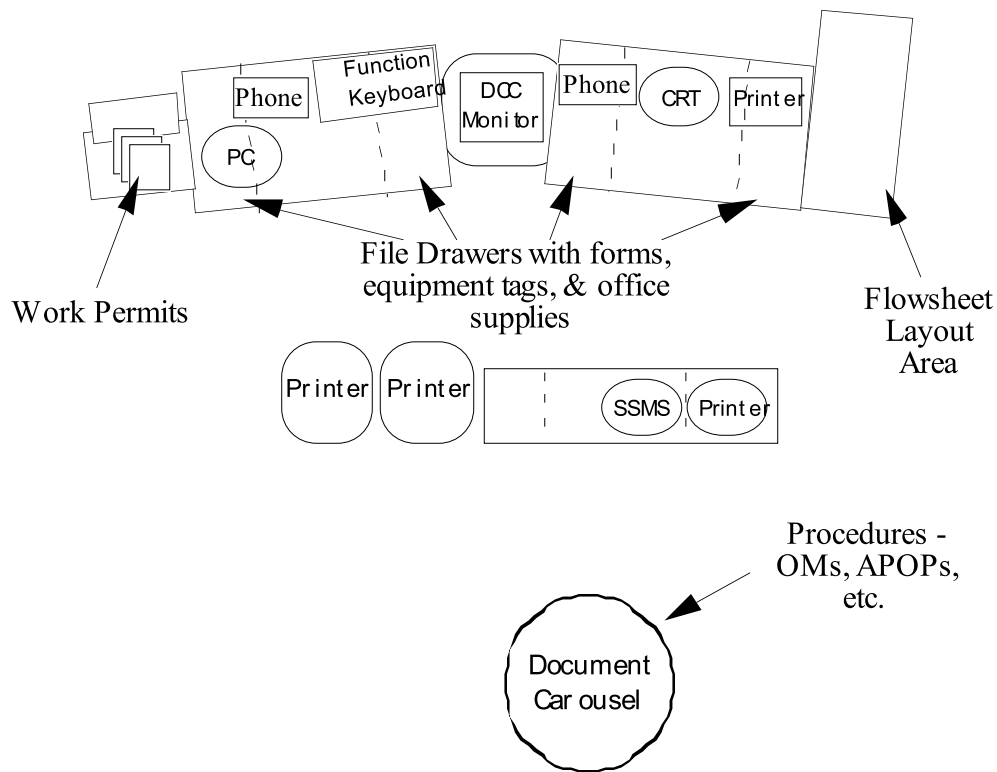 Function
Keyboard
Phone
PC
DCC
Monitor
Phone
CRT
Printer
File Drawers with forms,
equipment tags, & office
supplies
Work Permits
Flowsheet
Layout
Area
Printer
Printer
SSMS
Printer
Procedures -
OMs, APOPs,
etc.
Document
Carousel